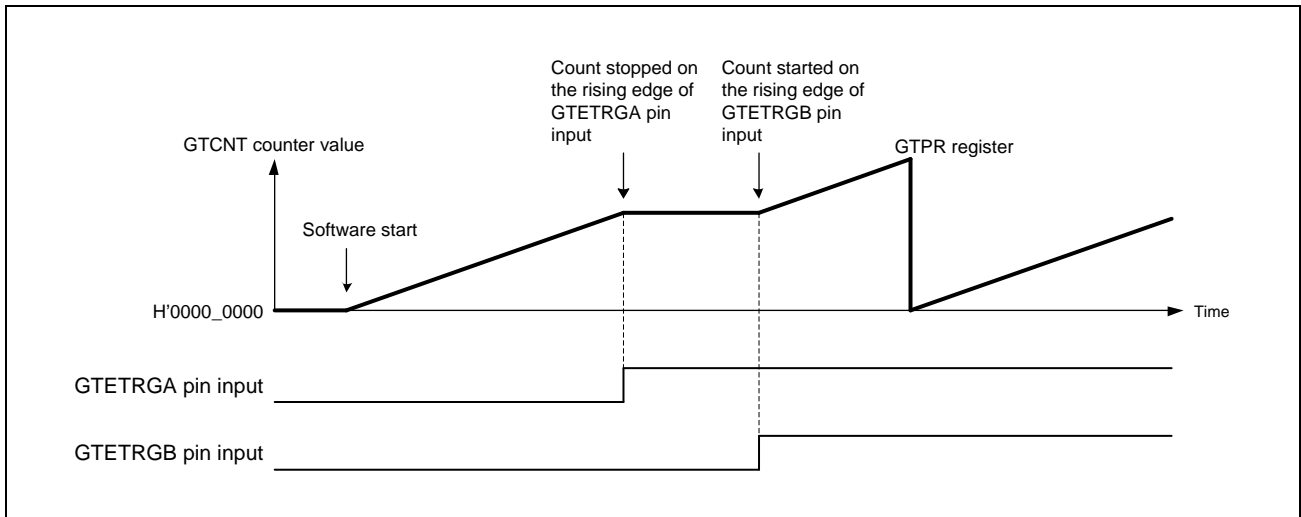 Count stopped on
the rising edge of
GTETRGA pin
input
Count started on
the rising edge of
GTETRGB pin
input
GTCNT counter value
GTPR register
Software start
H'0000_0000
Time
GTETRGA pin input
GTETRGB pin input